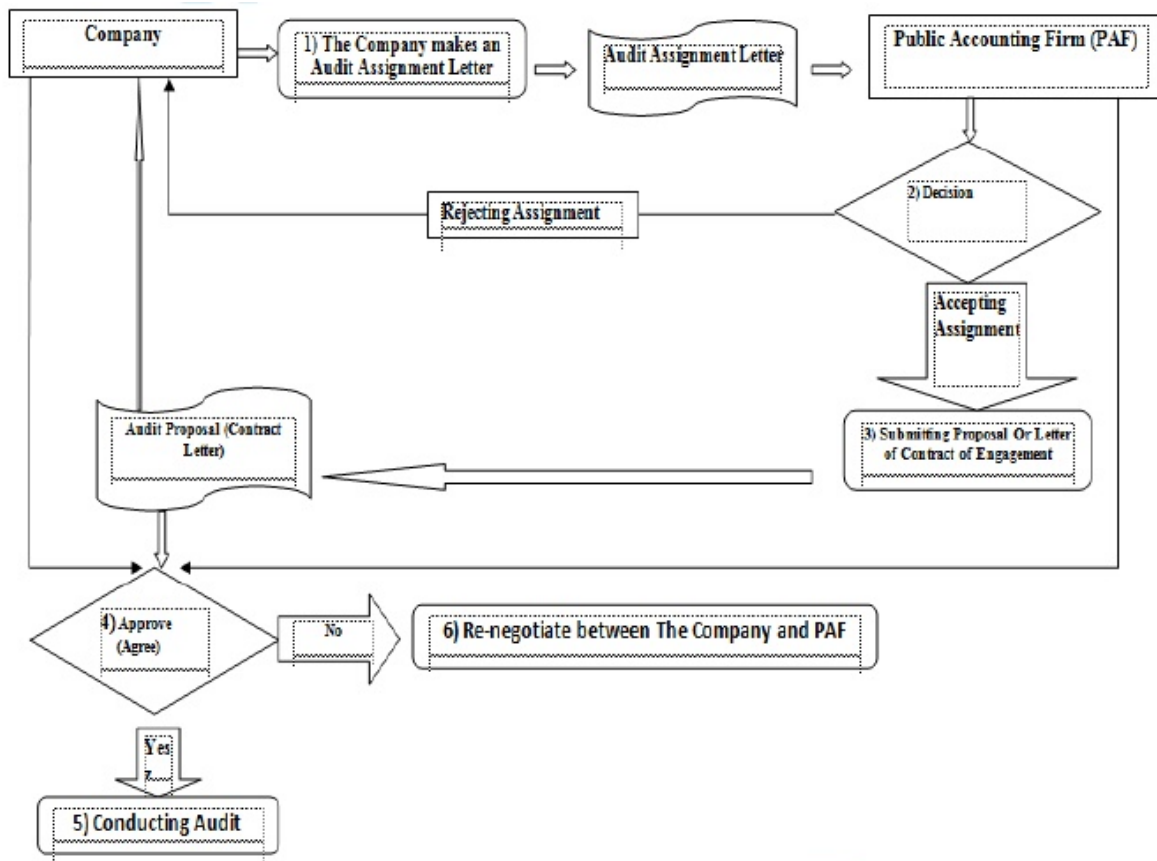 Company
1) The Company makes an
Audit Assignment Letter
Audit Assignment Letter
Public Accounting Firm (PAF)
2) Decision
Rejecting Assignment
Accepting
Assignment
Audit Proposal (Contract
Letter)
3) Submitting Proposal Or Letter
of Contract of Engagement
4) Approve
(Agree)
No
6) Re-negotiate between The Company and PAF
Yes
5) Conducting Audit